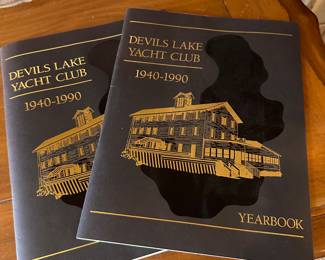 DEVILS LAKE
YACHT CLUB
1940-1990
DEVILS LAKE
YACHT CLUB
1940-1990
YEARBOOK